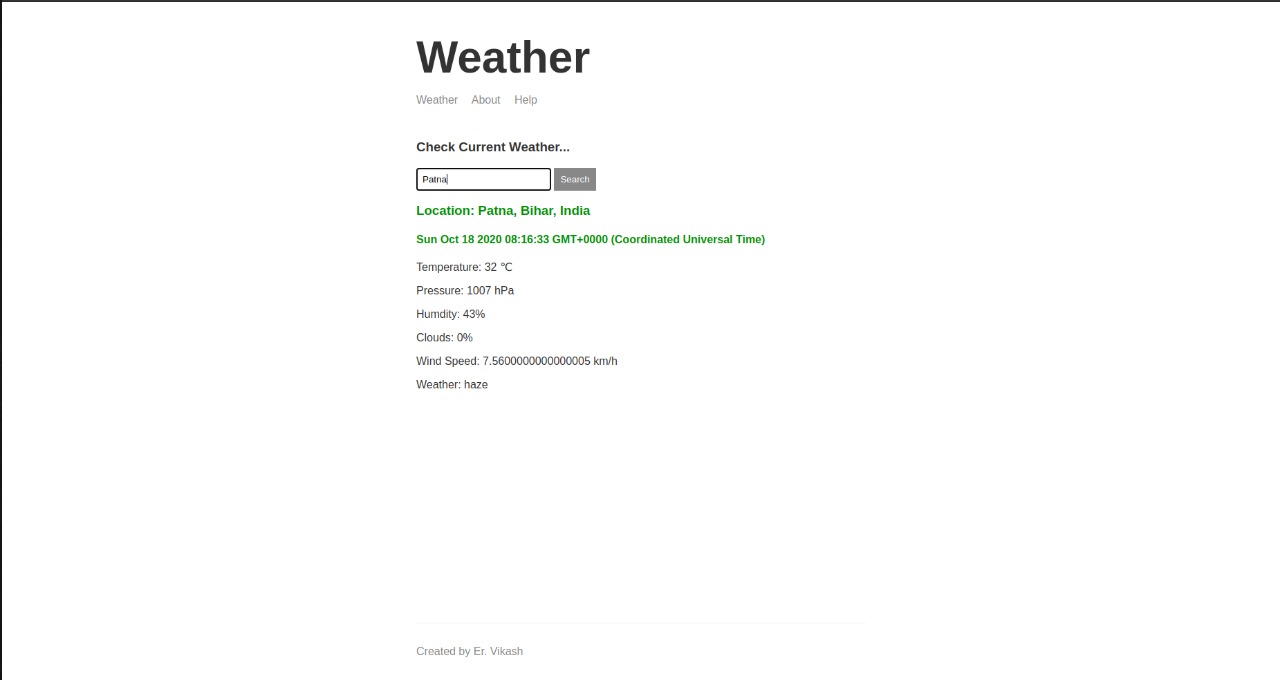 Weather
Weather About Help
Check Current Weather...
Patna Search
Location: Patna, Bihar, India
Sun Oct 18 2020 08:16:33 GMT+0000 (Coordinated Universal Time)
Temperature: 32 ℃
Pressure: 1007 hPa
Humdity: 43%
Clouds: 0%
Wind Speed: 7.5600000000000005 km/h
Weather: haze
Created by Er. Vikash